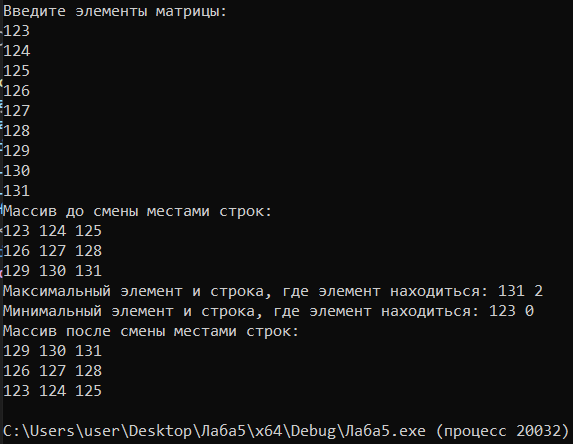 Введите элементы матрицы:
123
124
125
126
127
128
129
130
131
Массив до смены местами строк:
123 124 125
126 127 128
129 130 131
Максимальный элемент и строка, где элемент находиться: 131 2
Минимальный элемент и строка, где элемент находиться: 123 0
Массив после смены местами строк:
129 130 131
126 127 128
123 124 125
C:\Users\user\Desktop\Лаба5\x64\Debug\Лаба5.exe (процесс 20032)